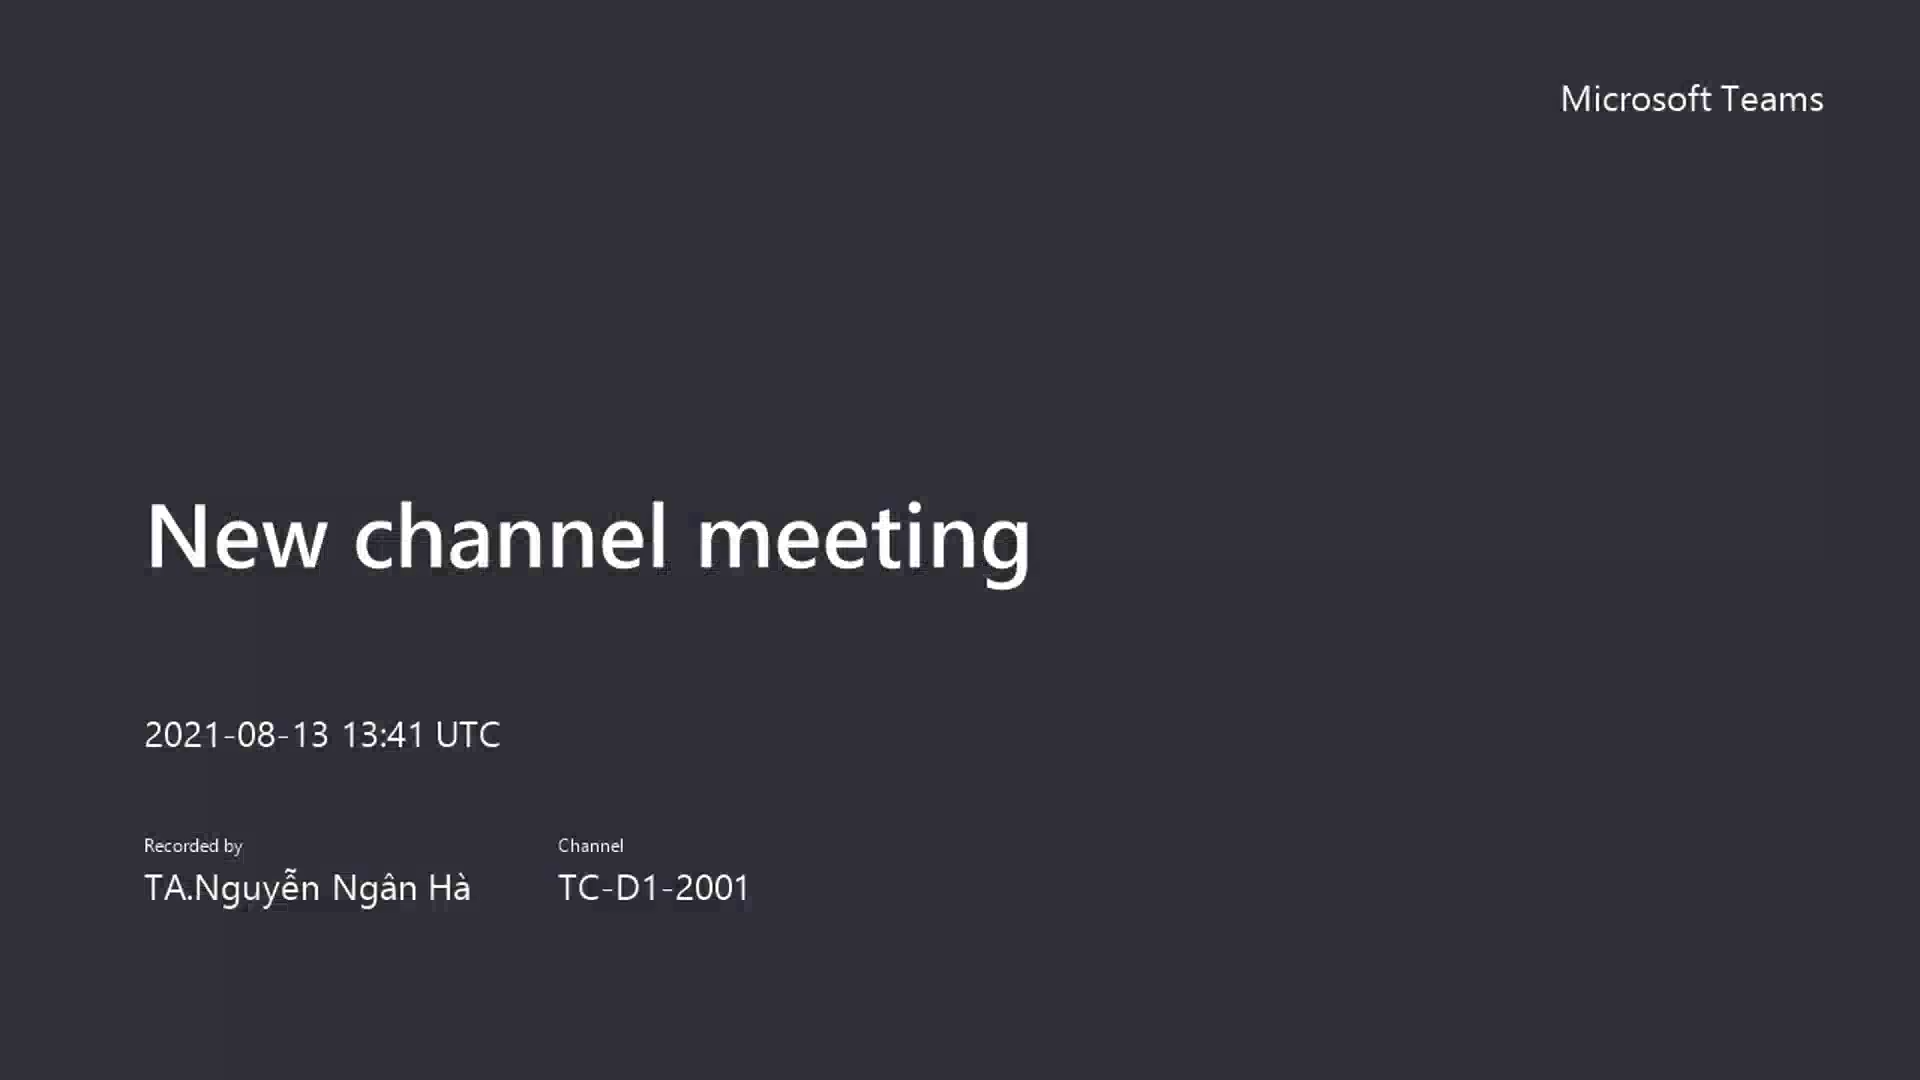 Microsoft Teams
New channel meeting
2021-08-13 13:41 UTC
Recorded by
TA.Nguyễn Ngân Hà
Channel
TC-D1-2001